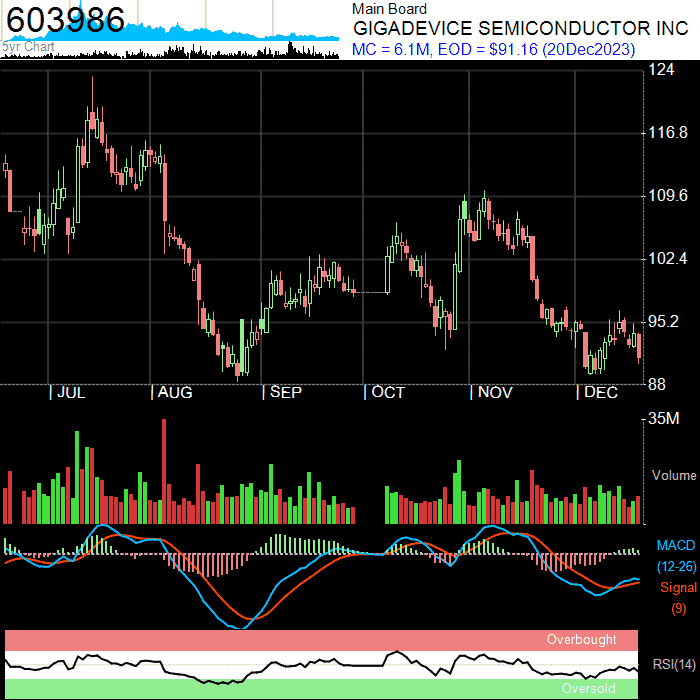 603986
5yr Chart
Main Board
GIGADEVICE SEMICONDUCTOR INC
MC = 6.1M, EOD = $91.16 (20Dec2023)
124
116.8
109.6
102.4
95.2
88
| JUL | AUG | SEP | OCT | NOV | DEC
35M
Volume
MACD
(12-26)
Signal
(9)
Overbought
RSI(14)
Oversold